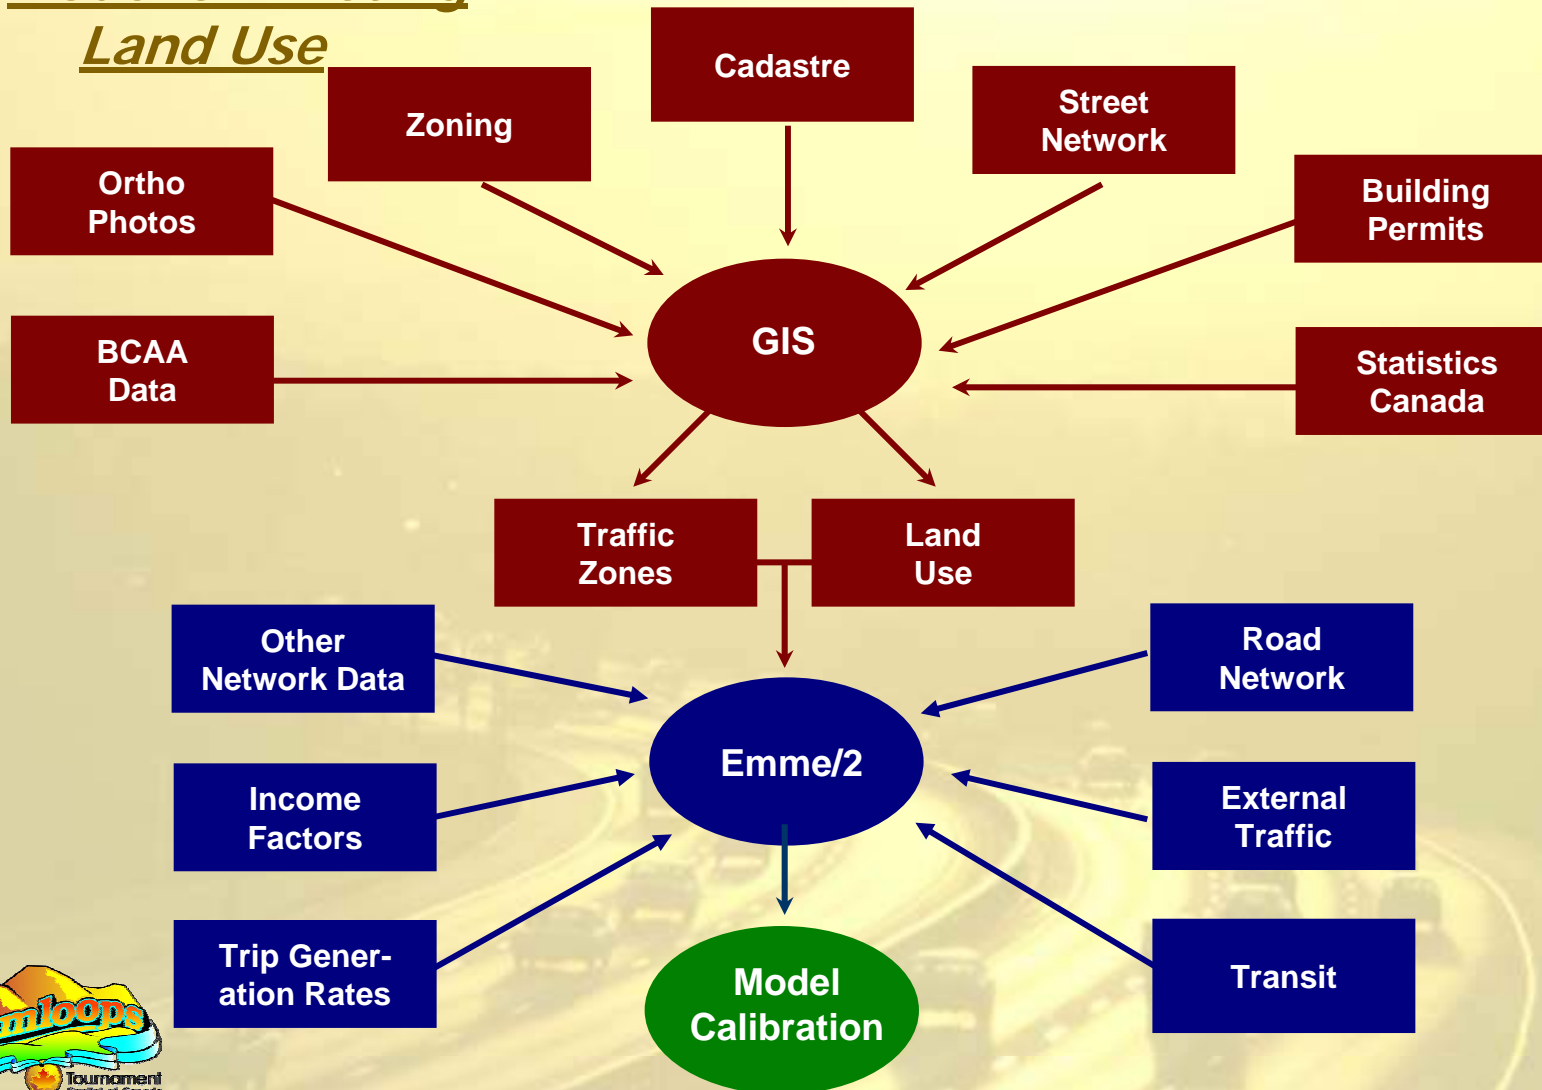 Land Use
Cadastre
Zoning
Street
Network
Ortho
Photos
Building
Permits
GIS
BCAA
Data
Statistics
Canada
Traffic
Zones
Land
Use
Other
Network Data
Road
Network
Emme/2
Income
Factors
External
Traffic
Trip Gener-
ation Rates
Model
Calibration
Transit
mloops
Tournament